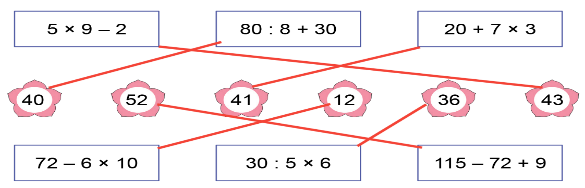 5 × 9 – 2 80 : 8 + 30 20 + 7 × 3
40 52 41 12 36 43
72 – 6 × 10 30 : 5 × 6 115 – 72 + 9